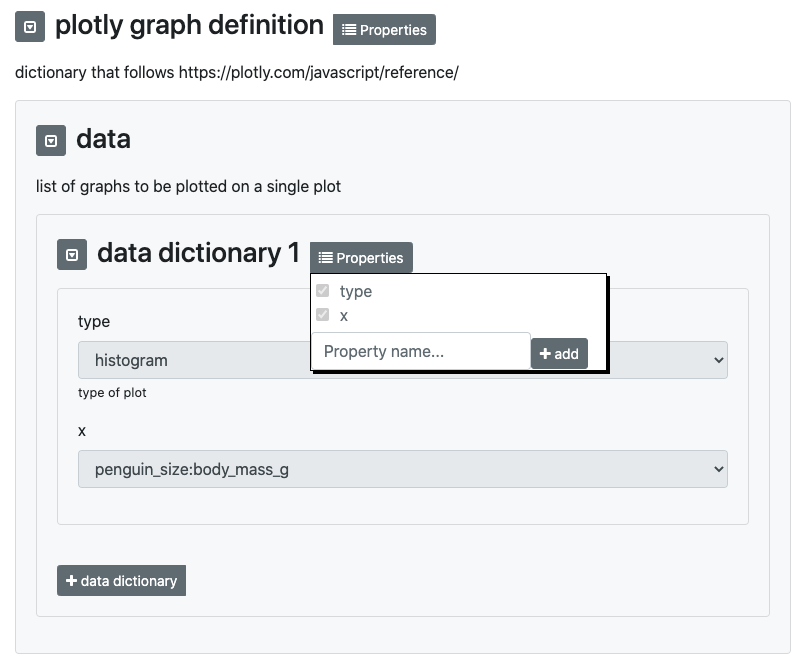 plotly graph definition Properties
dictionary that follows https://plotly.com/javascript/reference/
data
list of graphs to be plotted on a single plot
data dictionary 1 Properties
type
x
Property name... add
type
histogram
type of plot
x
penguin_size:body_mass_g
data dictionary